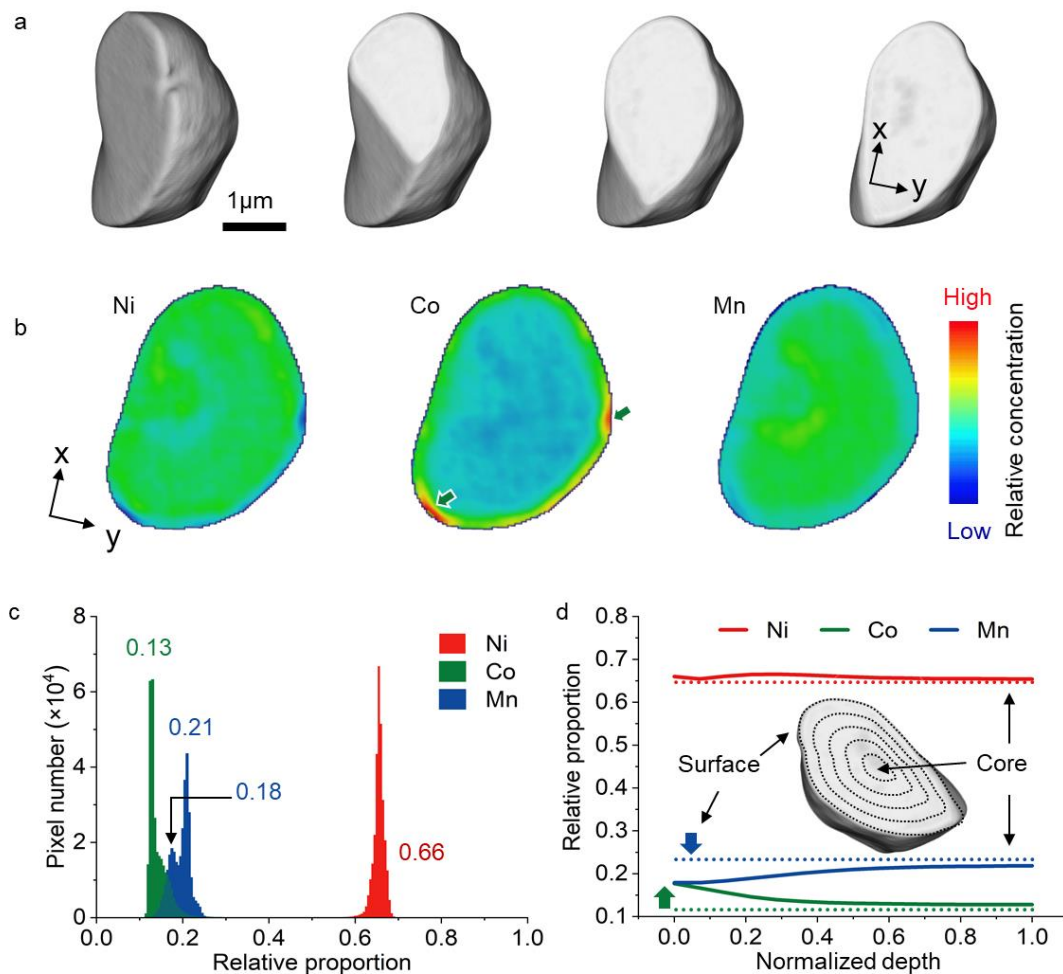 a
1µm
x
y
b
Ni
Co
Mn
High
Low
Relative concentration
x
y
c
Pixel number (×10⁴)
8
6
4
2
0
0.13
0.21
0.18
0.66
Ni
Co
Mn
0.0 0.2 0.4 0.6 0.8 1.0
Relative proportion
d
Relative proportion
0.8
0.7
0.6
0.5
0.4
0.3
0.2
0.1
Ni Co Mn
Surface
Core
0.0 0.2 0.4 0.6 0.8 1.0
Normalized depth